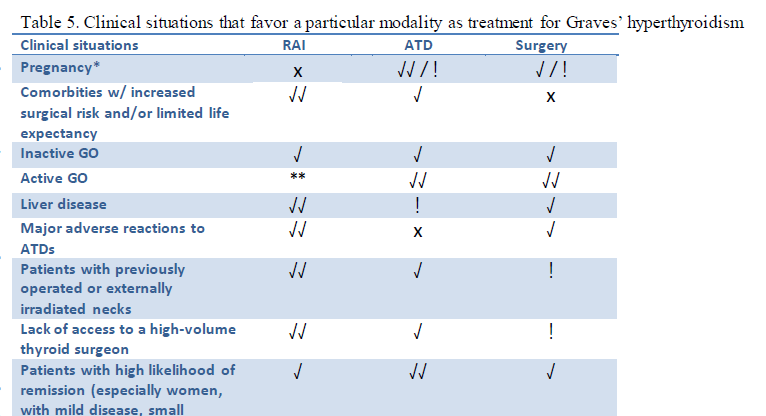 Table 5. Clinical situations that favor a particular modality as treatment for Graves' hyperthyroidism
Clinical situations RAI ATD Surgery
Pregnancy* x √√ / ! √ / !
Comorbities w/ increased √√ √ x
surgical risk and/or limited life
expectancy
Inactive GO √ √ √
Active GO ** √√ √√
Liver disease √√ ! √
Major adverse reactions to √√ x √
ATDs
Patients with previously √√ √ !
operated or externally
irradiated necks
Lack of access to a high-volume √√ √ !
thyroid surgeon
Patients with high likelihood of √ √√ √
remission (especially women,
with mild disease, small